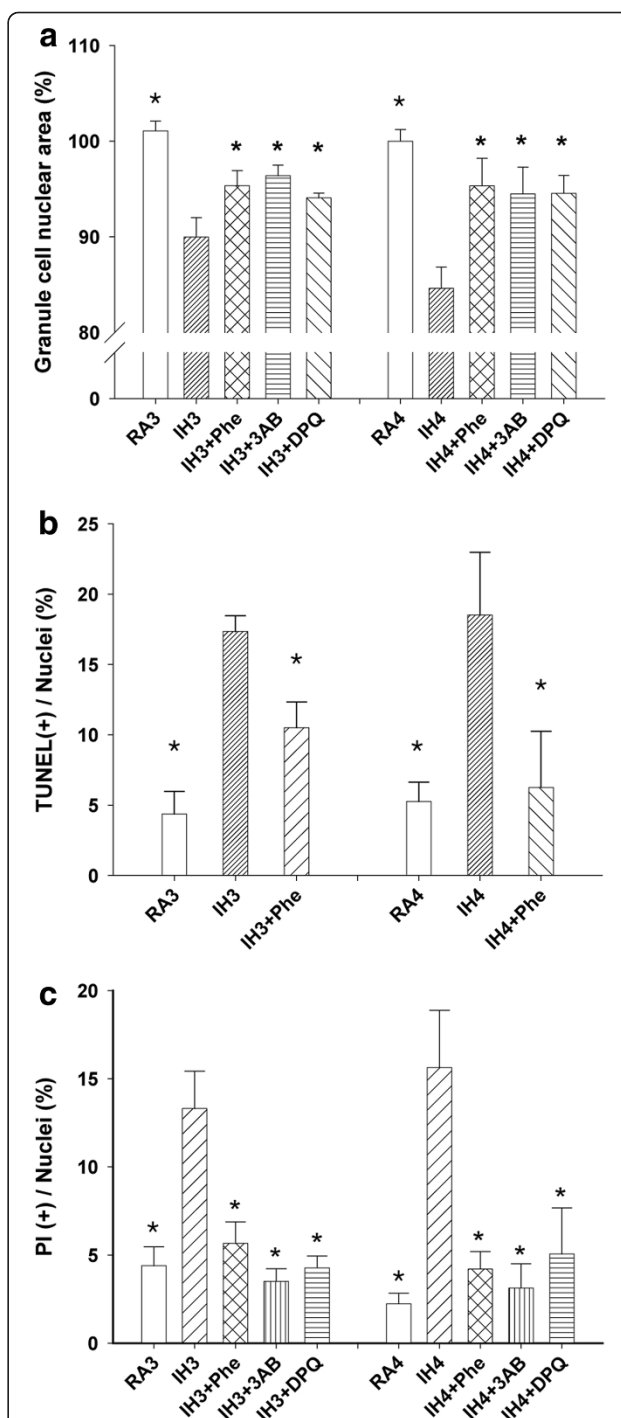 a
Granule cell nuclear area (%)
110
100
90
80
0
* * * * * * * *
RA3 IH3 IH3+Phe IH3+3AB IH3+DPQ RA4 IH4 IH4+Phe IH4+3AB IH4+DPQ
b
TUNEL(+) / Nuclei (%)
25
20
15
10
5
0
* * * *
RA3 IH3 IH3+Phe RA4 IH4 IH4+Phe
c
PI (+) / Nuclei (%)
20
15
10
5
0
* * * * * * * *
RA3 IH3 IH3+Phe IH3+3AB IH3+DPQ RA4 IH4 IH4+Phe IH4+3AB IH4+DPQ